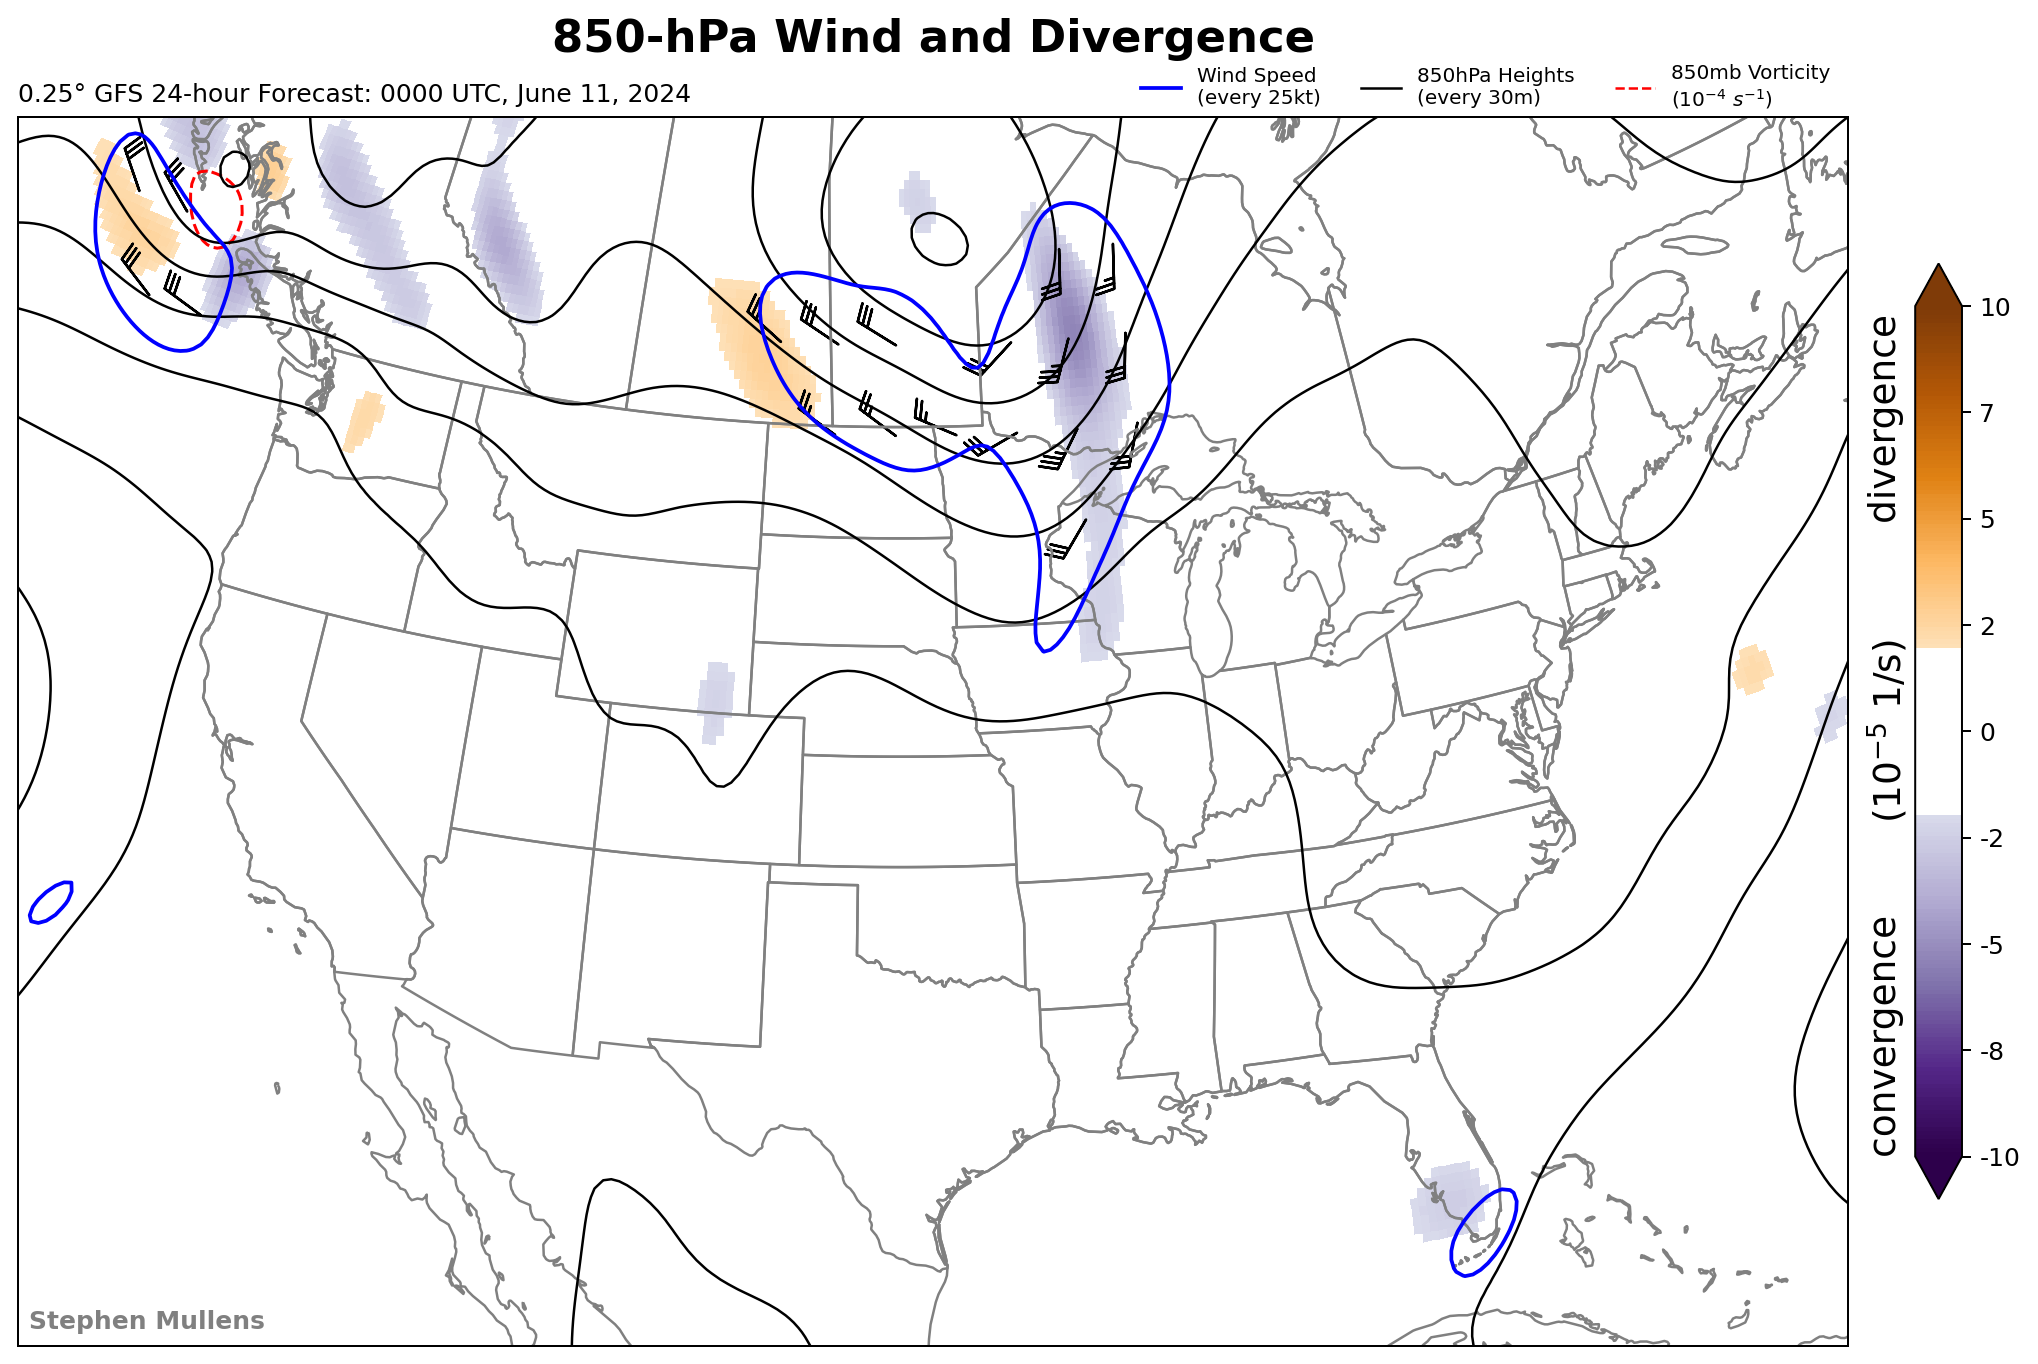 850-hPa Wind and Divergence
0.25° GFS 24-hour Forecast: 0000 UTC, June 11, 2024
Wind Speed
(every 25kt)
850hPa Heights
(every 30m)
850mb Vorticity
(10⁻⁴ s⁻¹)
10
7
5
2
0
-2
-5
-8
-10
convergence (10⁻⁵ 1/s) divergence
Stephen Mullens